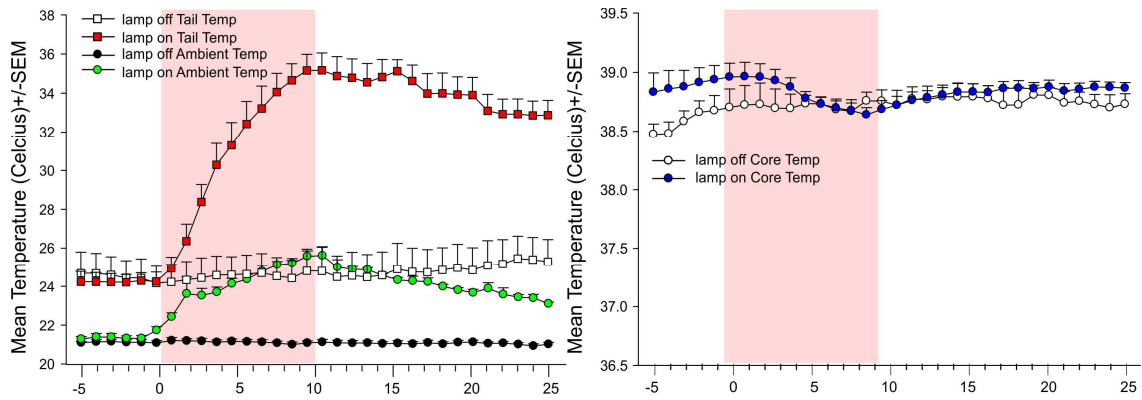 Mean Temperature (Celcius)+/-SEM
38
36
34
32
30
28
26
24
22
20
lamp off Tail Temp
lamp on Tail Temp
lamp off Ambient Temp
lamp on Ambient Temp
-5 0 5 10 15 20 25
Mean Temperature (Celcius)+/-SEM
39.5
39.0
38.5
38.0
37.5
37.0
36.5
lamp off Core Temp
lamp on Core Temp
-5 0 5 10 15 20 25